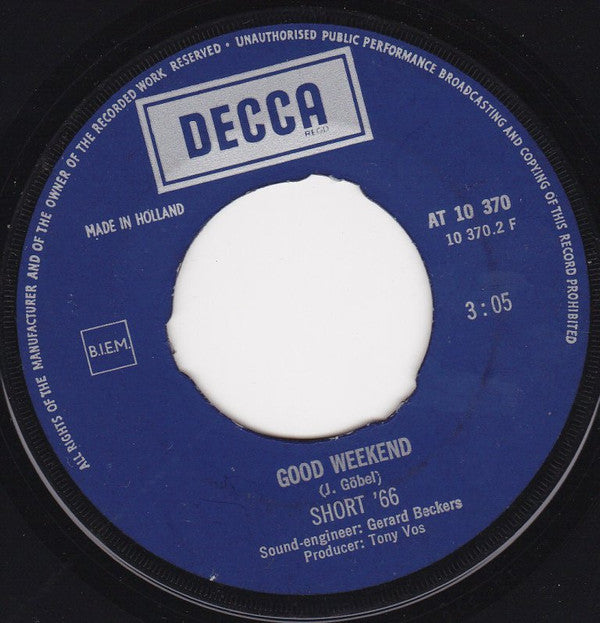 ALL RIGHTS OF THE MANUFACTURER AND OF THE OWNER OF THE RECORDED WORK RESERVED • UNAUTHORISED PUBLIC PERFORMANCE BROADCASTING AND COPYING OF THIS RECORD PROHIBITED
DECCA
REGD
MADE IN HOLLAND
AT 10 370
10 370.2 F
3:05
B.I.E.M.
GOOD WEEKEND
(J. Göbel)
SHORT '66
Sound-engineer: Gerard Beckers
Producer: Tony Vos